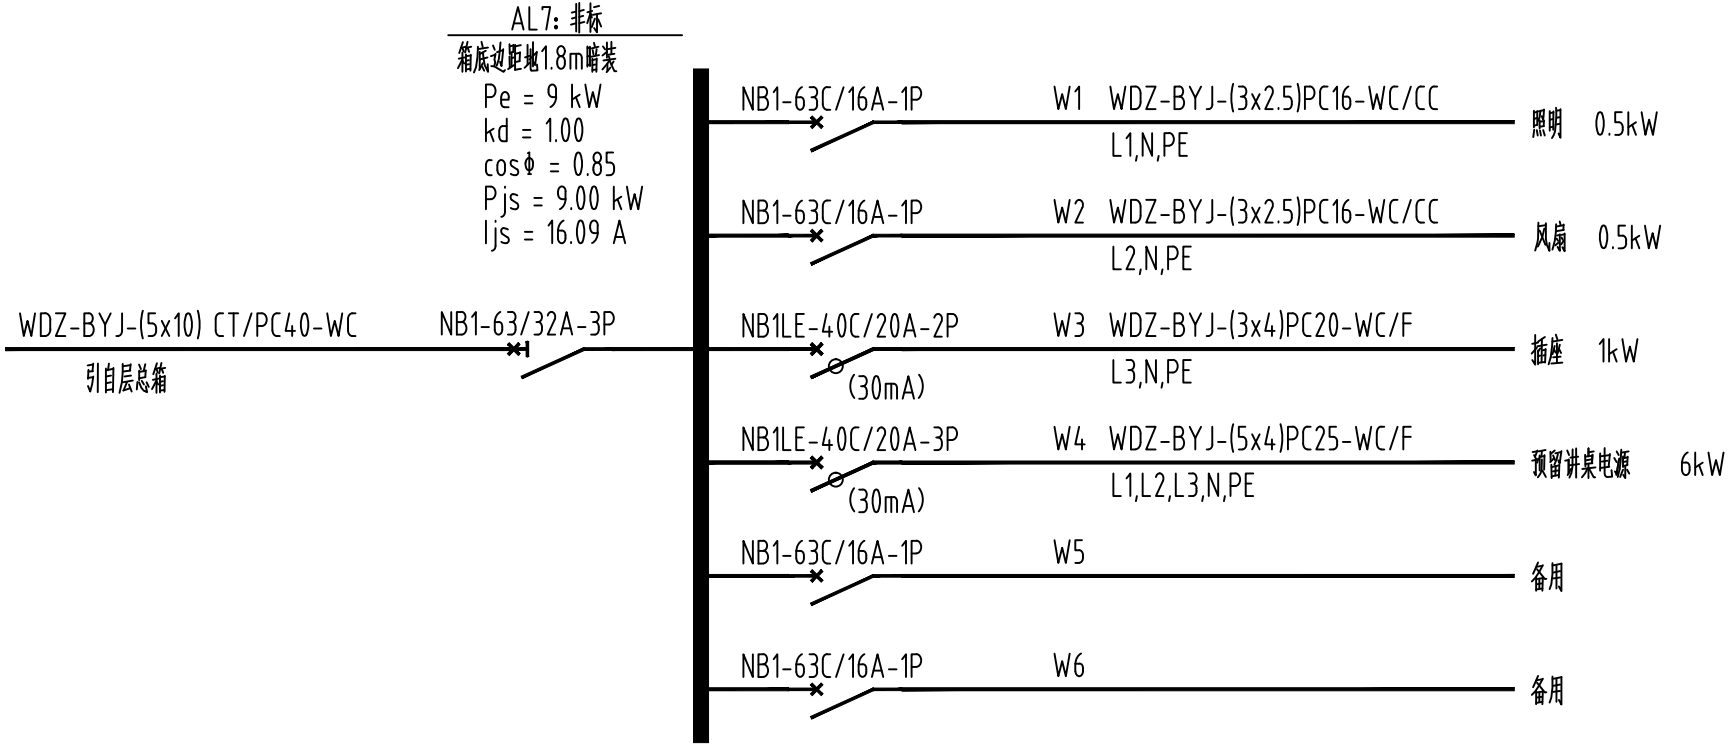 AL7: 非标
箱底边距地1.8m暗装
Pe = 9 kW
kd = 1.00
cosΦ = 0.85
Pjs = 9.00 kW
Ijs = 16.09 A
WDZ-BYJ-(5x10) CT/PC40-WC
NB1-63/32A-3P
引自层总箱
NB1-63C/16A-1P W1 WDZ-BYJ-(3x2.5)PC16-WC/CC
照明 0.5kW
L1,N,PE
NB1-63C/16A-1P W2 WDZ-BYJ-(3x2.5)PC16-WC/CC
风扇 0.5kW
L2,N,PE
NB1LE-40C/20A-2P W3 WDZ-BYJ-(3x4)PC20-WC/F
插座 1kW
(30mA) L3,N,PE
NB1LE-40C/20A-3P W4 WDZ-BYJ-(5x4)PC25-WC/F
预留讲桌电源 6kW
(30mA) L1,L2,L3,N,PE
NB1-63C/16A-1P W5
备用
NB1-63C/16A-1P W6
备用